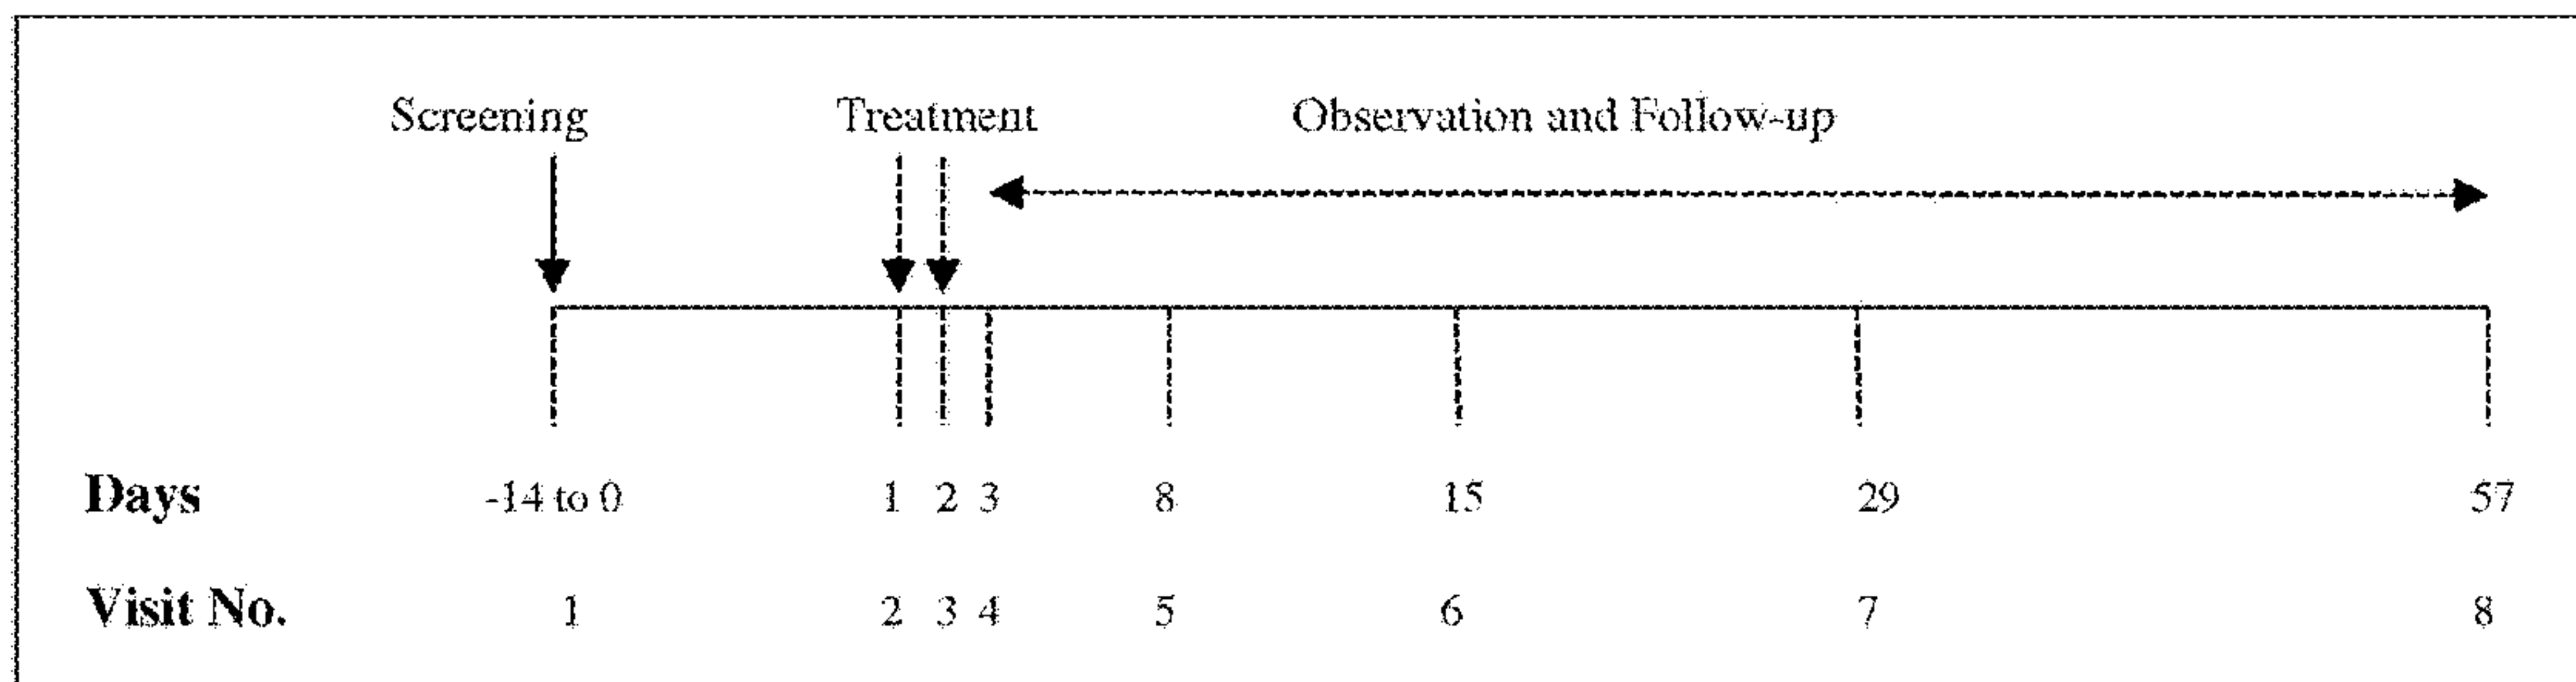 Screening Treatment Observation and Follow-up
Days -14 to 0 1 2 3 8 15 29 57
Visit No. 1 2 3 4 5 6 7 8